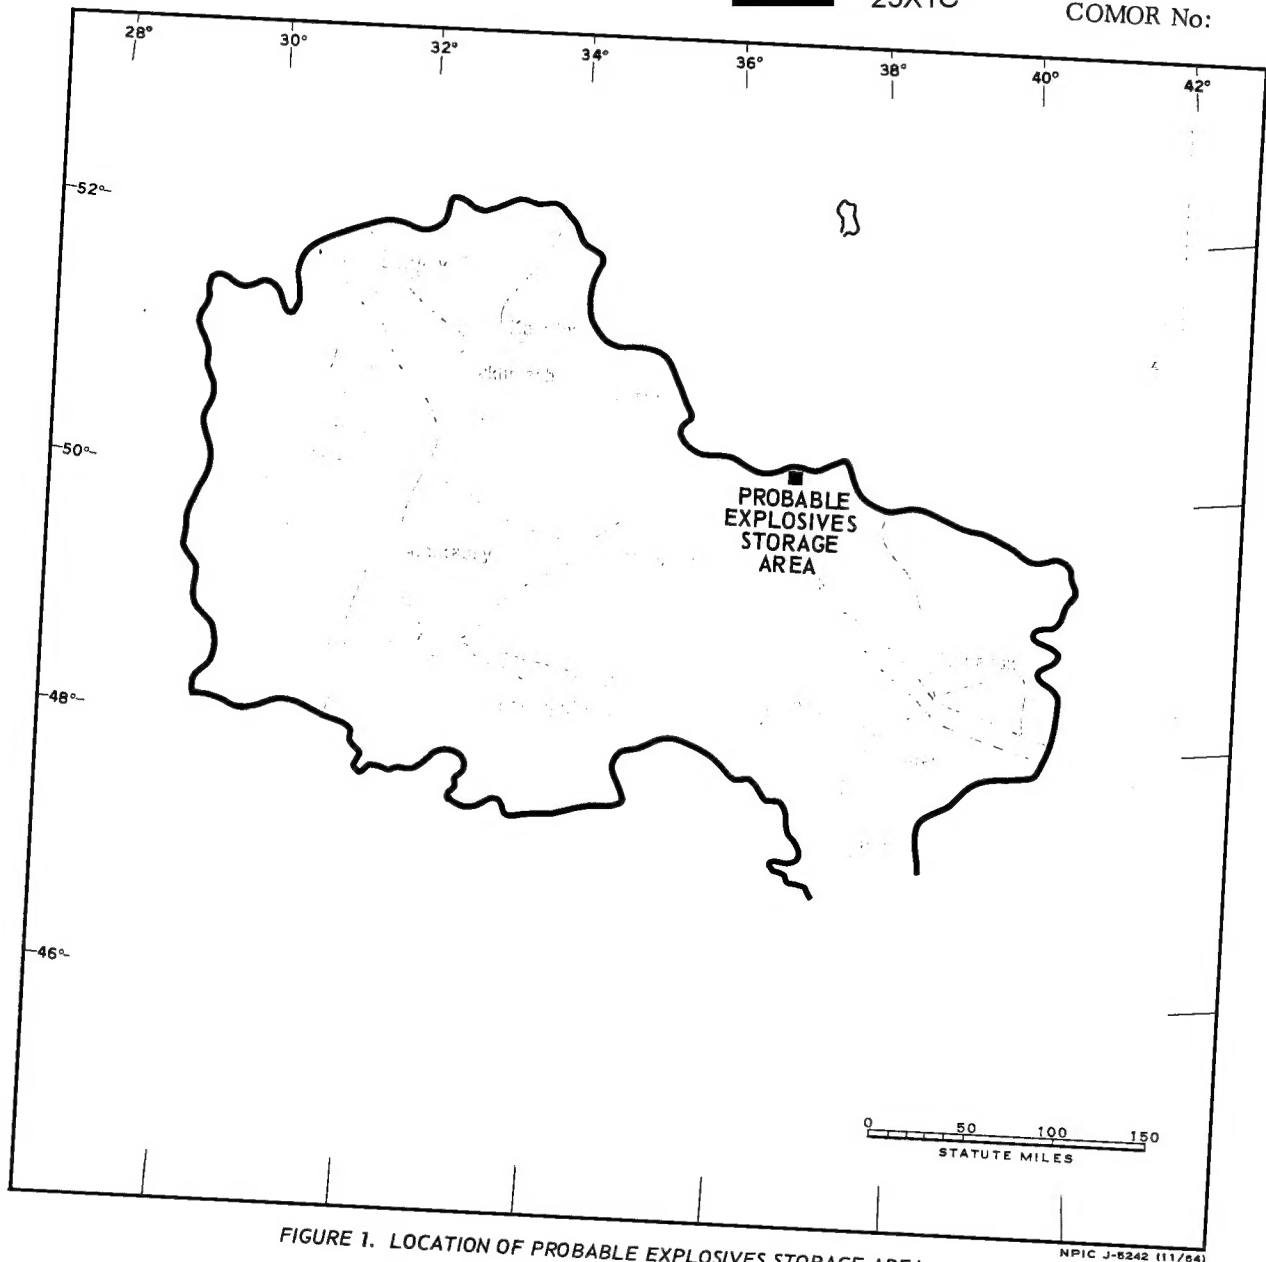 25X1C
COMOR No:
28° 30° 32° 34° 36° 38° 40° 42°
52°
50°
PROBABLE
EXPLOSIVES
STORAGE
AREA
48°
46°
0 50 100 150
STATUTE MILES
FIGURE 1. LOCATION OF PROBABLE EXPLOSIVES STORAGE AREA
NPIC J-5242 (11/64)